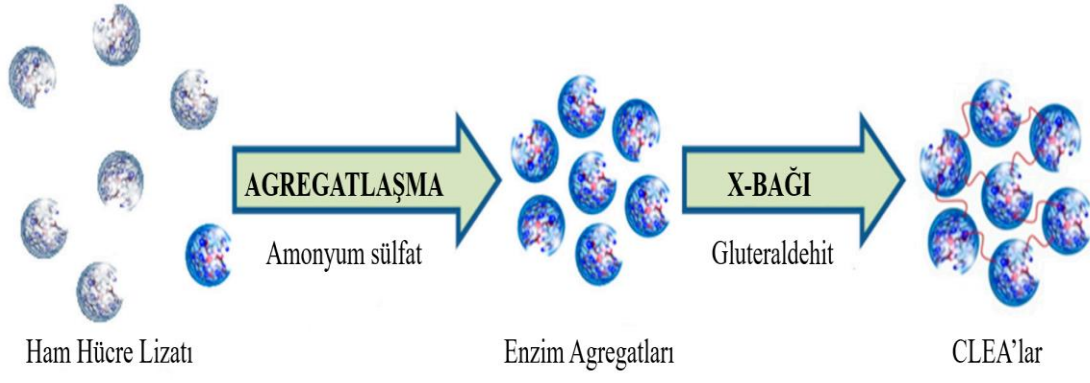 AGREGATLAŞMA
Amonyum sülfat
X-BAĞI
Gluteraldehit
Ham Hücre Lizatı
Enzim Agregatları
CLEA’lar